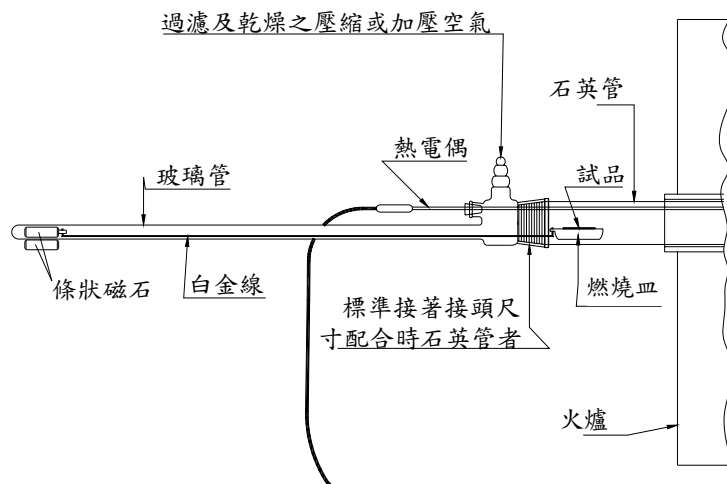 過濾及乾燥之壓縮或加壓空氣
石英管
熱電偶
玻璃管
試品
條狀磁石
白金線
標準接著接頭尺
寸配合時石英管者
燃燒皿
火爐